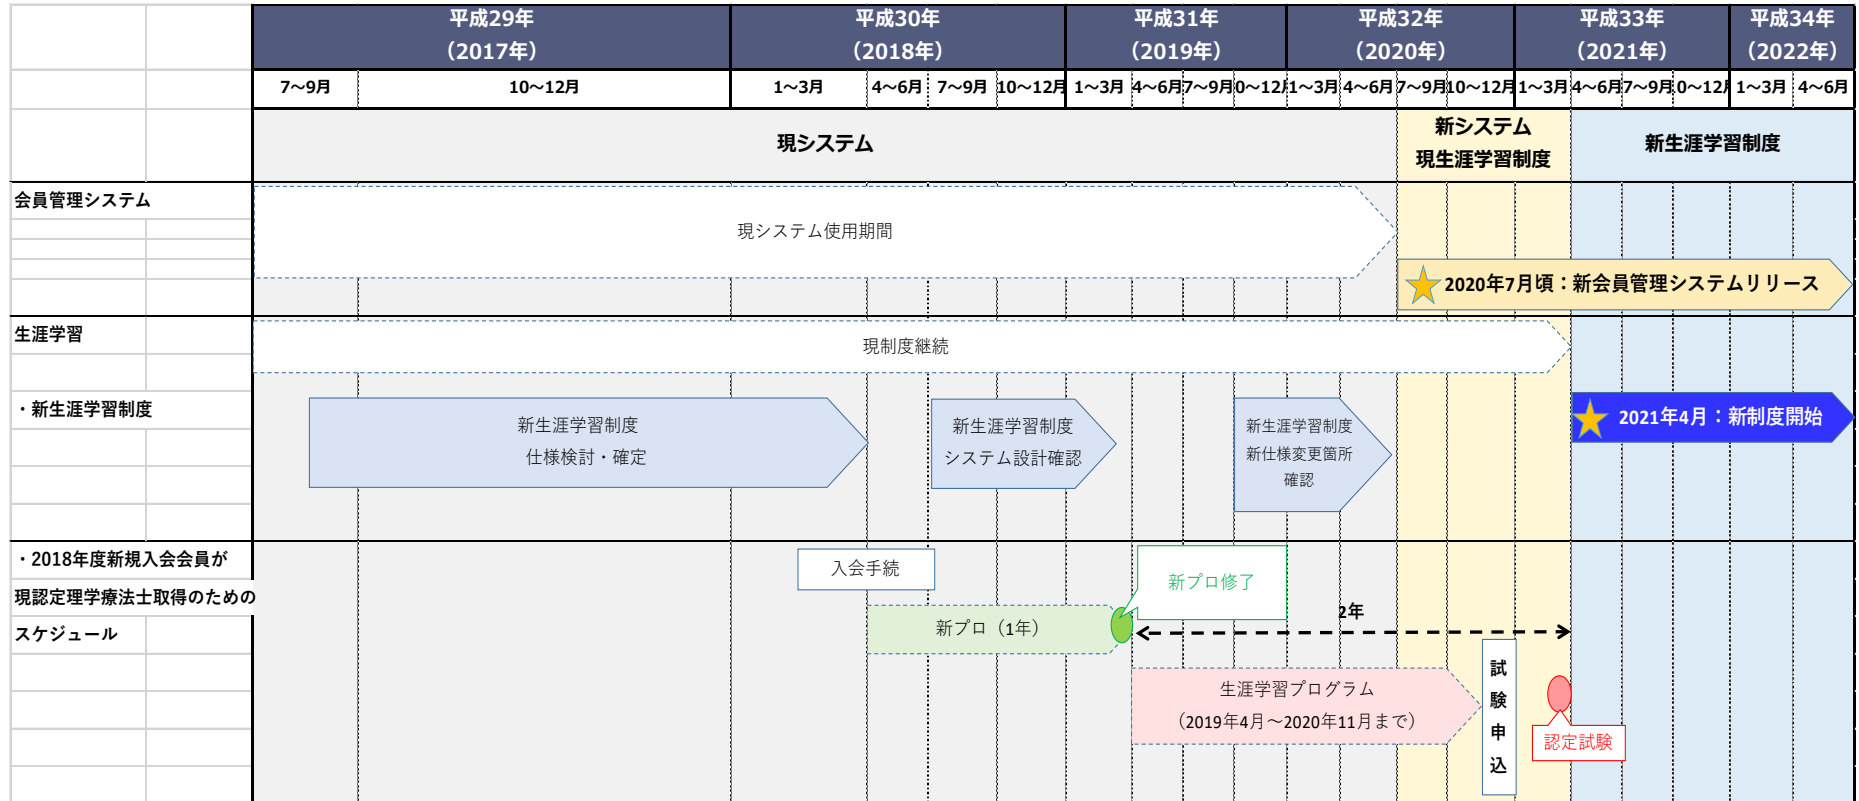 平成29年
(2017年)
平成30年
(2018年)
平成31年
(2019年)
平成32年
(2020年)
平成33年
(2021年)
平成34年
(2022年)
7～9月
10～12月
1～3月
4～6月
7～9月
10～12月
1～3月
4～6月
7～9月
0～12月
1～3月
4～6月
7～9月
10～12月
1～3月
4～6月
7～9月
0～12月
1～3月
4～6月
現システム
新システム
現生涯学習制度
新生涯学習制度
会員管理システム
現システム使用期間
2020年7月頃：新会員管理システムリリース
生涯学習
現制度継続
・新生涯学習制度
新生涯学習制度
仕様検討・確定
新生涯学習制度
システム設計確認
新生涯学習制度
新仕様変更箇所
確認
2021年4月：新制度開始
・2018年度新規入会会員が
現認定理学療法士取得のための
スケジュール
入会手続
新プロ修了
新プロ（1年）
2年
生涯学習プログラム
（2019年4月～2020年11月まで）
試験申込
認定試験